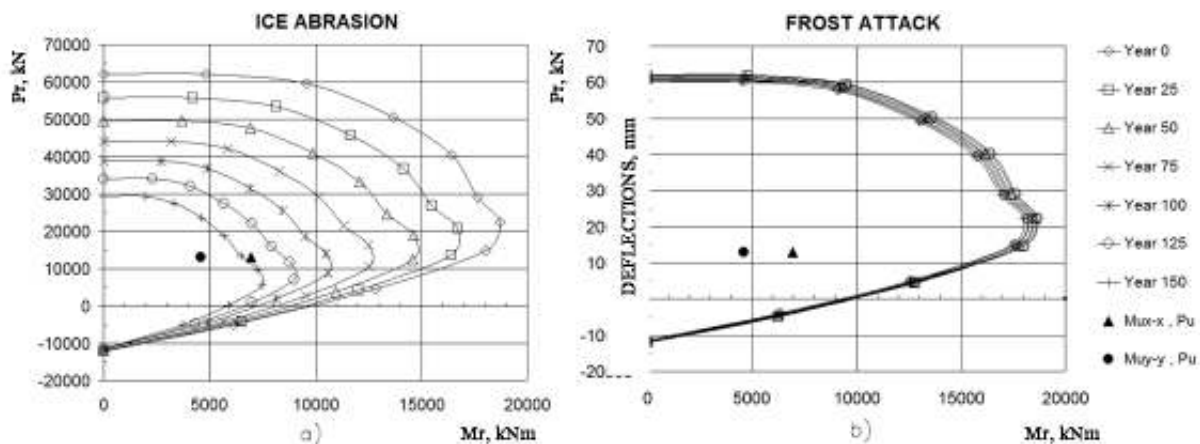 ICE ABRASION
Pr, kN
70000
60000
50000
40000
30000
20000
10000
0
-10000
-20000
0 5000 10000 15000 20000
a)
Mr, kNm
FROST ATTACK
Pr, kN
DEFLECTIONS, mm
70
60
50
40
30
20
10
-10
-20
0 5000 10000 15000 20000
b)
Mr, kNm
Year 0
Year 25
Year 50
Year 75
Year 100
Year 125
Year 150
Mux-x , Pu
Muy-y , Pu